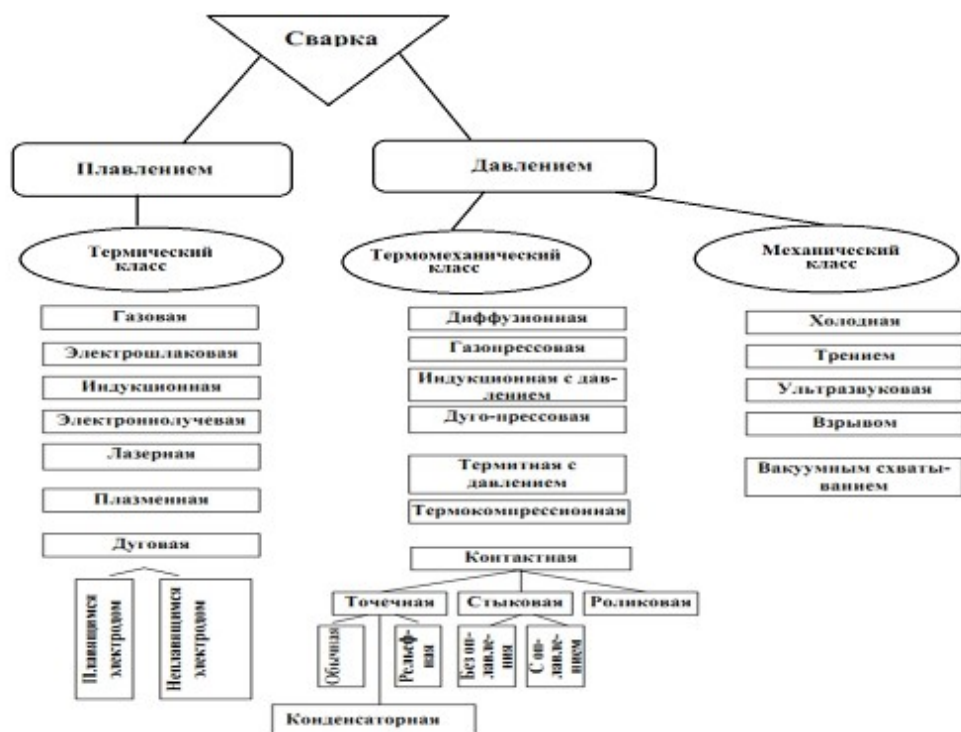 Сварка
Плавлением
Давлением
Термический
класс
Термомеханический
класс
Механический
класс
Газовая
Электрошлаковая
Индукционная
Электроннолучевая
Лазерная
Плазменная
Дуговая
Плавящимся
электродом
Неплавящимся
электродом
Диффузионная
Газопрессовая
Индукционная с дав-
лением
Дуго-прессовая
Термитная с
давлением
Термокомпрессионная
Контактная
Точечная
Стыковая
Роликовая
Обычная
Рельеф-
ная
Без оп-
лавле-
ния
С оп-
лавле-
нием
Конденсаторная
Холодная
Трением
Ультразвуковая
Взрывом
Вакуумным схваты-
ванием